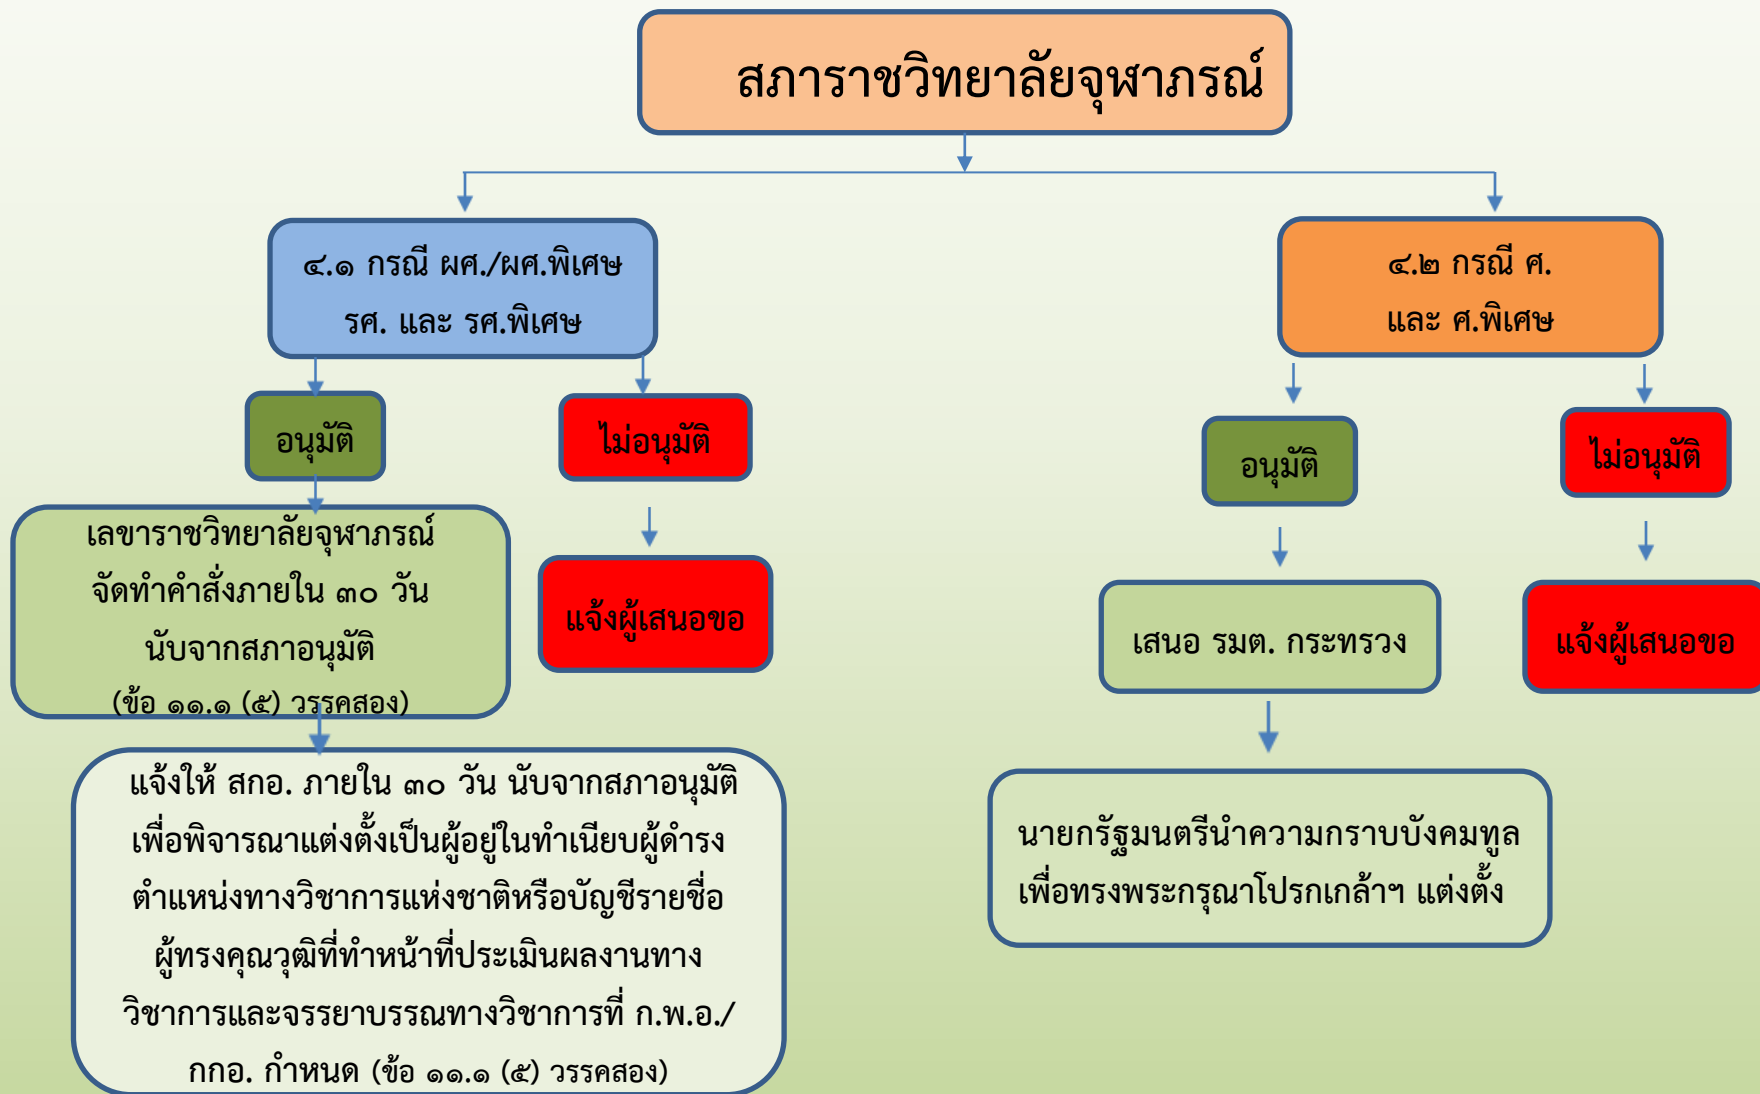 สภาราชวิทยาลัยจุฬาภรณ์
๔.๑ กรณี ผศ./ผศ.พิเศษ
รศ. และ รศ.พิเศษ
๔.๒ กรณี ศ.
และ ศ.พิเศษ
อนุมัติ
ไม่อนุมัติ
อนุมัติ
ไม่อนุมัติ
เลขาราชวิทยาลัยจุฬาภรณ์
จัดทำคำสั่งภายใน ๓๐ วัน
นับจากสภาอนุมัติ
(ข้อ ๑๑.๑ (๕) วรรคสอง)
แจ้งผู้เสนอขอ
เสนอ รมต. กระทรวง
แจ้งผู้เสนอขอ
แจ้งให้ สกอ. ภายใน ๓๐ วัน นับจากสภาอนุมัติ
เพื่อพิจารณาแต่งตั้งเป็นผู้อยู่ในทำเนียบผู้ดำรง
ตำแหน่งทางวิชาการแห่งชาติหรือบัญชีรายชื่อ
ผู้ทรงคุณวุฒิที่ทำหน้าที่ประเมินผลงานทาง
วิชาการและจรรยาบรรณทางวิชาการที่ ก.พ.อ./
กกอ. กำหนด (ข้อ ๑๑.๑ (๕) วรรคสอง)
นายกรัฐมนตรีนำความกราบบังคมทูล
เพื่อทรงพระกรุณาโปรกเกล้าฯ แต่งตั้ง